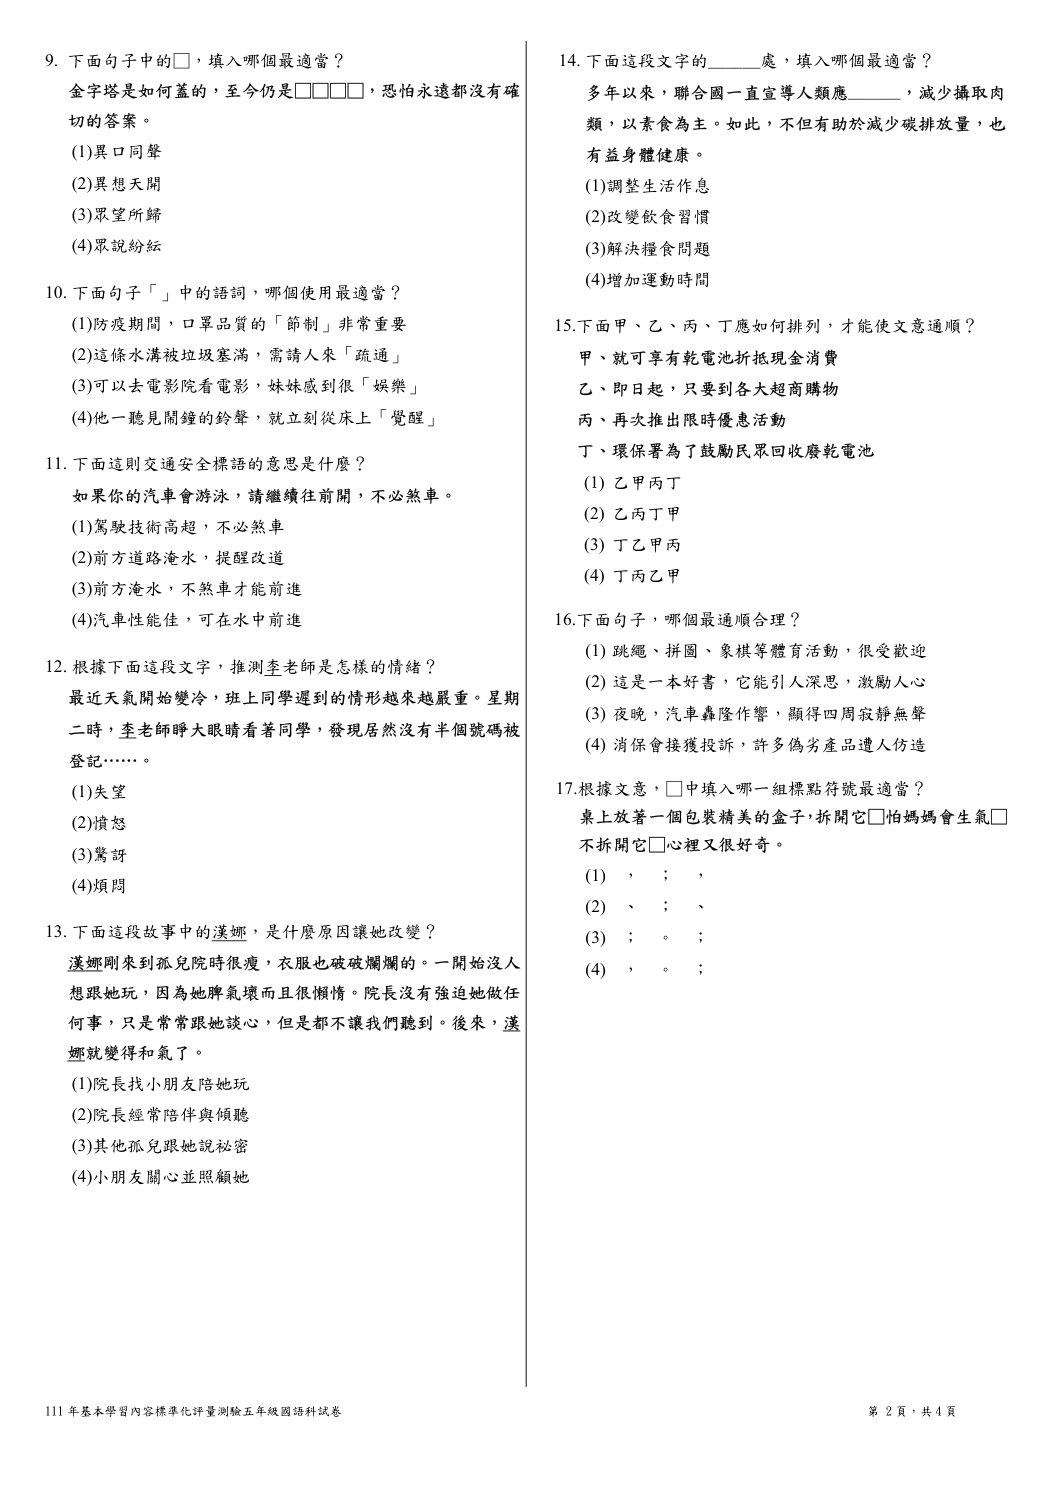 9. 下面句子中的□，填入哪個最適當？
金字塔是如何蓋的，至今仍是□□□□，恐怕永遠都沒有確
切的答案。
(1)異口同聲
(2)異想天開
(3)眾望所歸
(4)眾說紛紜
10. 下面句子「」中的語詞，哪個使用最適當？
(1)防疫期間，口罩品質的「節制」非常重要
(2)這條水溝被垃圾塞滿，需請人來「疏通」
(3)可以去電影院看電影，妹妹感到很「娛樂」
(4)他一聽見鬧鐘的鈴聲，就立刻從床上「覺醒」
11. 下面這則交通安全標語的意思是什麼？
如果你的汽車會游泳，請繼續往前開，不必煞車。
(1)駕駛技術高超，不必煞車
(2)前方道路淹水，提醒改道
(3)前方淹水，不煞車才能前進
(4)汽車性能佳，可在水中前進
12. 根據下面這段文字，推測李老師是怎樣的情緒？
最近天氣開始變冷，班上同學遲到的情形越來越嚴重。星期
二時，李老師睜大眼睛看著同學，發現居然沒有半個號碼被
登記……。
(1)失望
(2)憤怒
(3)驚訝
(4)煩悶
13. 下面這段故事中的漢娜，是什麼原因讓她改變？
漢娜剛來到孤兒院時很瘦，衣服也破破爛爛的。一開始沒人
想跟她玩，因為她脾氣壞而且很懶惰。院長沒有強迫她做任
何事，只是常常跟她談心，但是都不讓我們聽到。後來，漢
娜就變得和氣了。
(1)院長找小朋友陪她玩
(2)院長經常陪伴與傾聽
(3)其他孤兒跟她說祕密
(4)小朋友關心並照顧她
14. 下面這段文字的______處，填入哪個最適當？
多年以來，聯合國一直宣導人類應______，減少攝取肉
類，以素食為主。如此，不但有助於減少碳排放量，也
有益身體健康。
(1)調整生活作息
(2)改變飲食習慣
(3)解決糧食問題
(4)增加運動時間
15.下面甲、乙、丙、丁應如何排列，才能使文意通順？
甲、就可享有乾電池折抵現金消費
乙、即日起，只要到各大超商購物
丙、再次推出限時優惠活動
丁、環保署為了鼓勵民眾回收廢乾電池
(1) 乙甲丙丁
(2) 乙丙丁甲
(3) 丁乙甲丙
(4) 丁丙乙甲
16.下面句子，哪個最通順合理？
(1) 跳繩、拼圖、象棋等體育活動，很受歡迎
(2) 這是一本好書，它能引人深思，激勵人心
(3) 夜晚，汽車轟隆作響，顯得四周寂靜無聲
(4) 消保會接獲投訴，許多偽劣產品遭人仿造
17.根據文意，□中填入哪一組標點符號最適當？
桌上放著一個包裝精美的盒子，拆開它□怕媽媽會生氣□
不拆開它□心裡又很好奇。
(1) ， ； ，
(2) 、 ； 、
(3) ； 。 ；
(4) ， 。 ；
111 年基本學習內容標準化評量測驗五年級國語科試卷
第 2 頁，共 4 頁